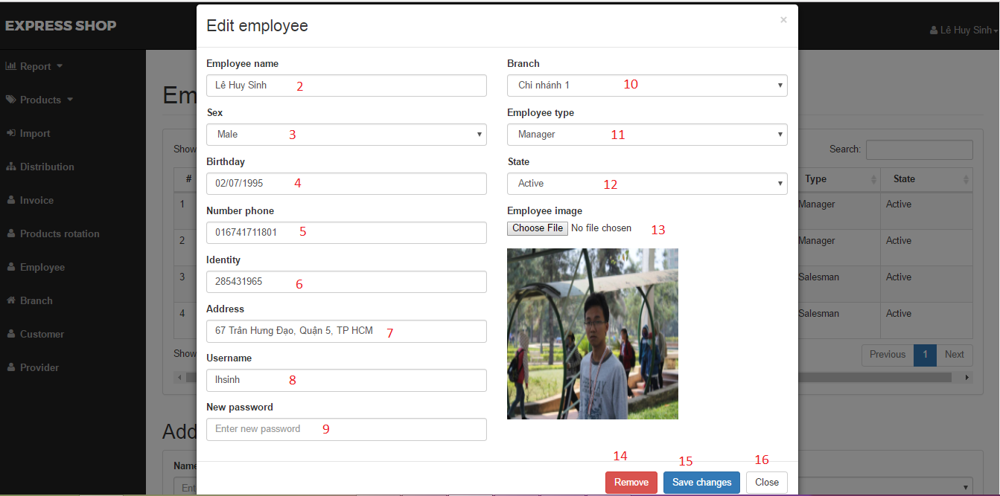 EXPRESS SHOP
Lê Huy Sinh
Report
Products
Import
Distribution
Invoice
Products rotation
Employee
Branch
Customer
Provider
Edit employee
×
Employee name
Lê Huy Sinh 2
Sex
Male 3
Birthday
02/07/1995 4
Number phone
016741711801 5
Identity
285431965 6
Address
67 Trần Hưng Đạo, Quận 5, TP HCM 7
Username
lhsinh 8
New password
Enter new password 9
Branch
Chi nhánh 1 10
Employee type
Manager 11
State
Active 12
Employee image
Choose File No file chosen 13
14 15 16
Remove Save changes Close
Em
Show
Search:
# Type State
1 Manager Active
2 Manager Active
3 Salesman Active
4 Salesman Active
Show
Previous 1 Next
Add
Name
Ent